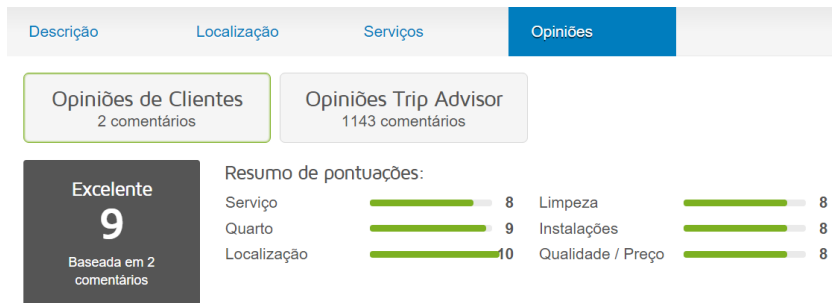 Descrição Localização Serviços Opiniões
Opiniões de Clientes
2 comentários
Opiniões Trip Advisor
1143 comentários
Excelente
9
Baseada em 2
comentários
Resumo de pontuações:
Serviço 8
Quarto 9
Localização 10
Limpeza 8
Instalações 8
Qualidade / Preço 8